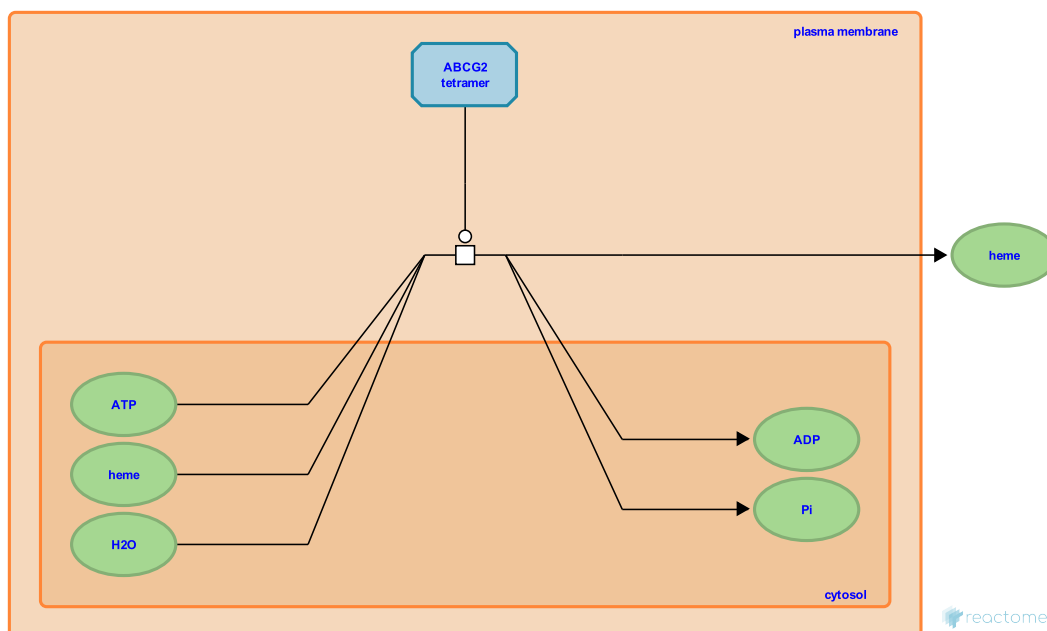 plasma membrane
ABCG2
tetramer
heme
ATP
heme
H2O
ADP
Pi
cytosol
reactome